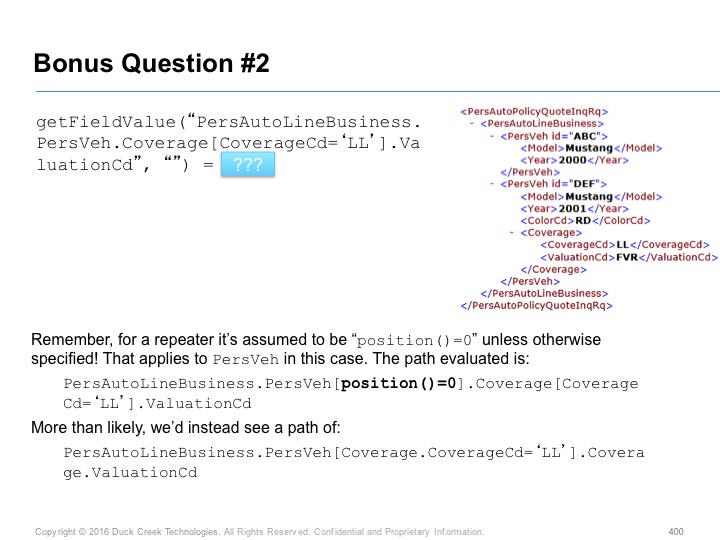 Bonus Question #2
getFieldValue(“PersAutoLineBusiness.
PersVeh.Coverage[CoverageCd=‘LL’].Va
luationCd”, “”) = ???
<PersAutoPolicyQuoteInqRq>
- <PersAutoLineBusiness>
- <PersVeh id="ABC">
<Model>Mustang</Model>
<Year>2000</Year>
</PersVeh>
- <PersVeh id="DEF">
<Model>Mustang</Model>
<Year>2001</Year>
<ColorCd>RD</ColorCd>
- <Coverage>
<CoverageCd>LL</CoverageCd>
<ValuationCd>FVR</ValuationCd>
</Coverage>
</PersVeh>
</PersAutoLineBusiness>
</PersAutoPolicyQuoteInqRq>
Remember, for a repeater it’s assumed to be “position()=0” unless otherwise
specified! That applies to PersVeh in this case. The path evaluated is:
PersAutoLineBusiness.PersVeh[position()=0].Coverage[Coverage
Cd=‘LL’].ValuationCd
More than likely, we’d instead see a path of:
PersAutoLineBusiness.PersVeh[Coverage.CoverageCd=‘LL’].Covera
ge.ValuationCd
Copyright © 2016 Duck Creek Technologies. All Rights Reserved. Confidential and Proprietary Information.
400